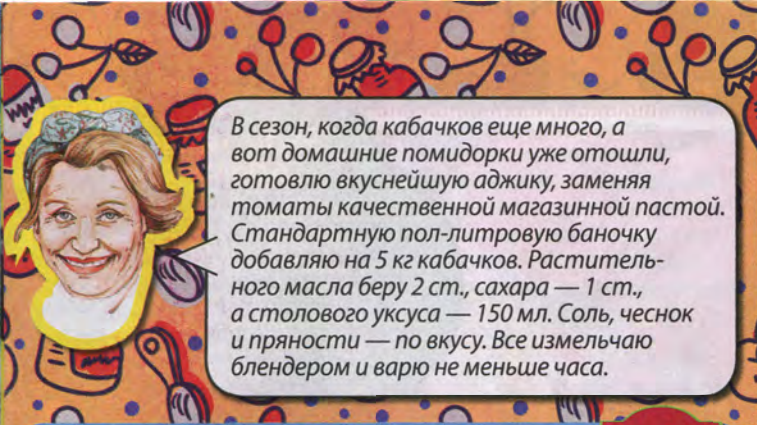 В сезон, когда кабачков еще много, а
вот домашние помидорки уже отошли,
готовлю вкуснейшую аджику, заменяя
томаты качественной магазинной пастой.
Стандартную пол-литровую баночку
добавляю на 5 кг кабачков. Раститель-
ного масла беру 2 ст., сахара — 1 ст.,
а столового уксуса — 150 мл. Соль, чеснок
и пряности — по вкусу. Все измельчаю
блендером и варю не меньше часа.